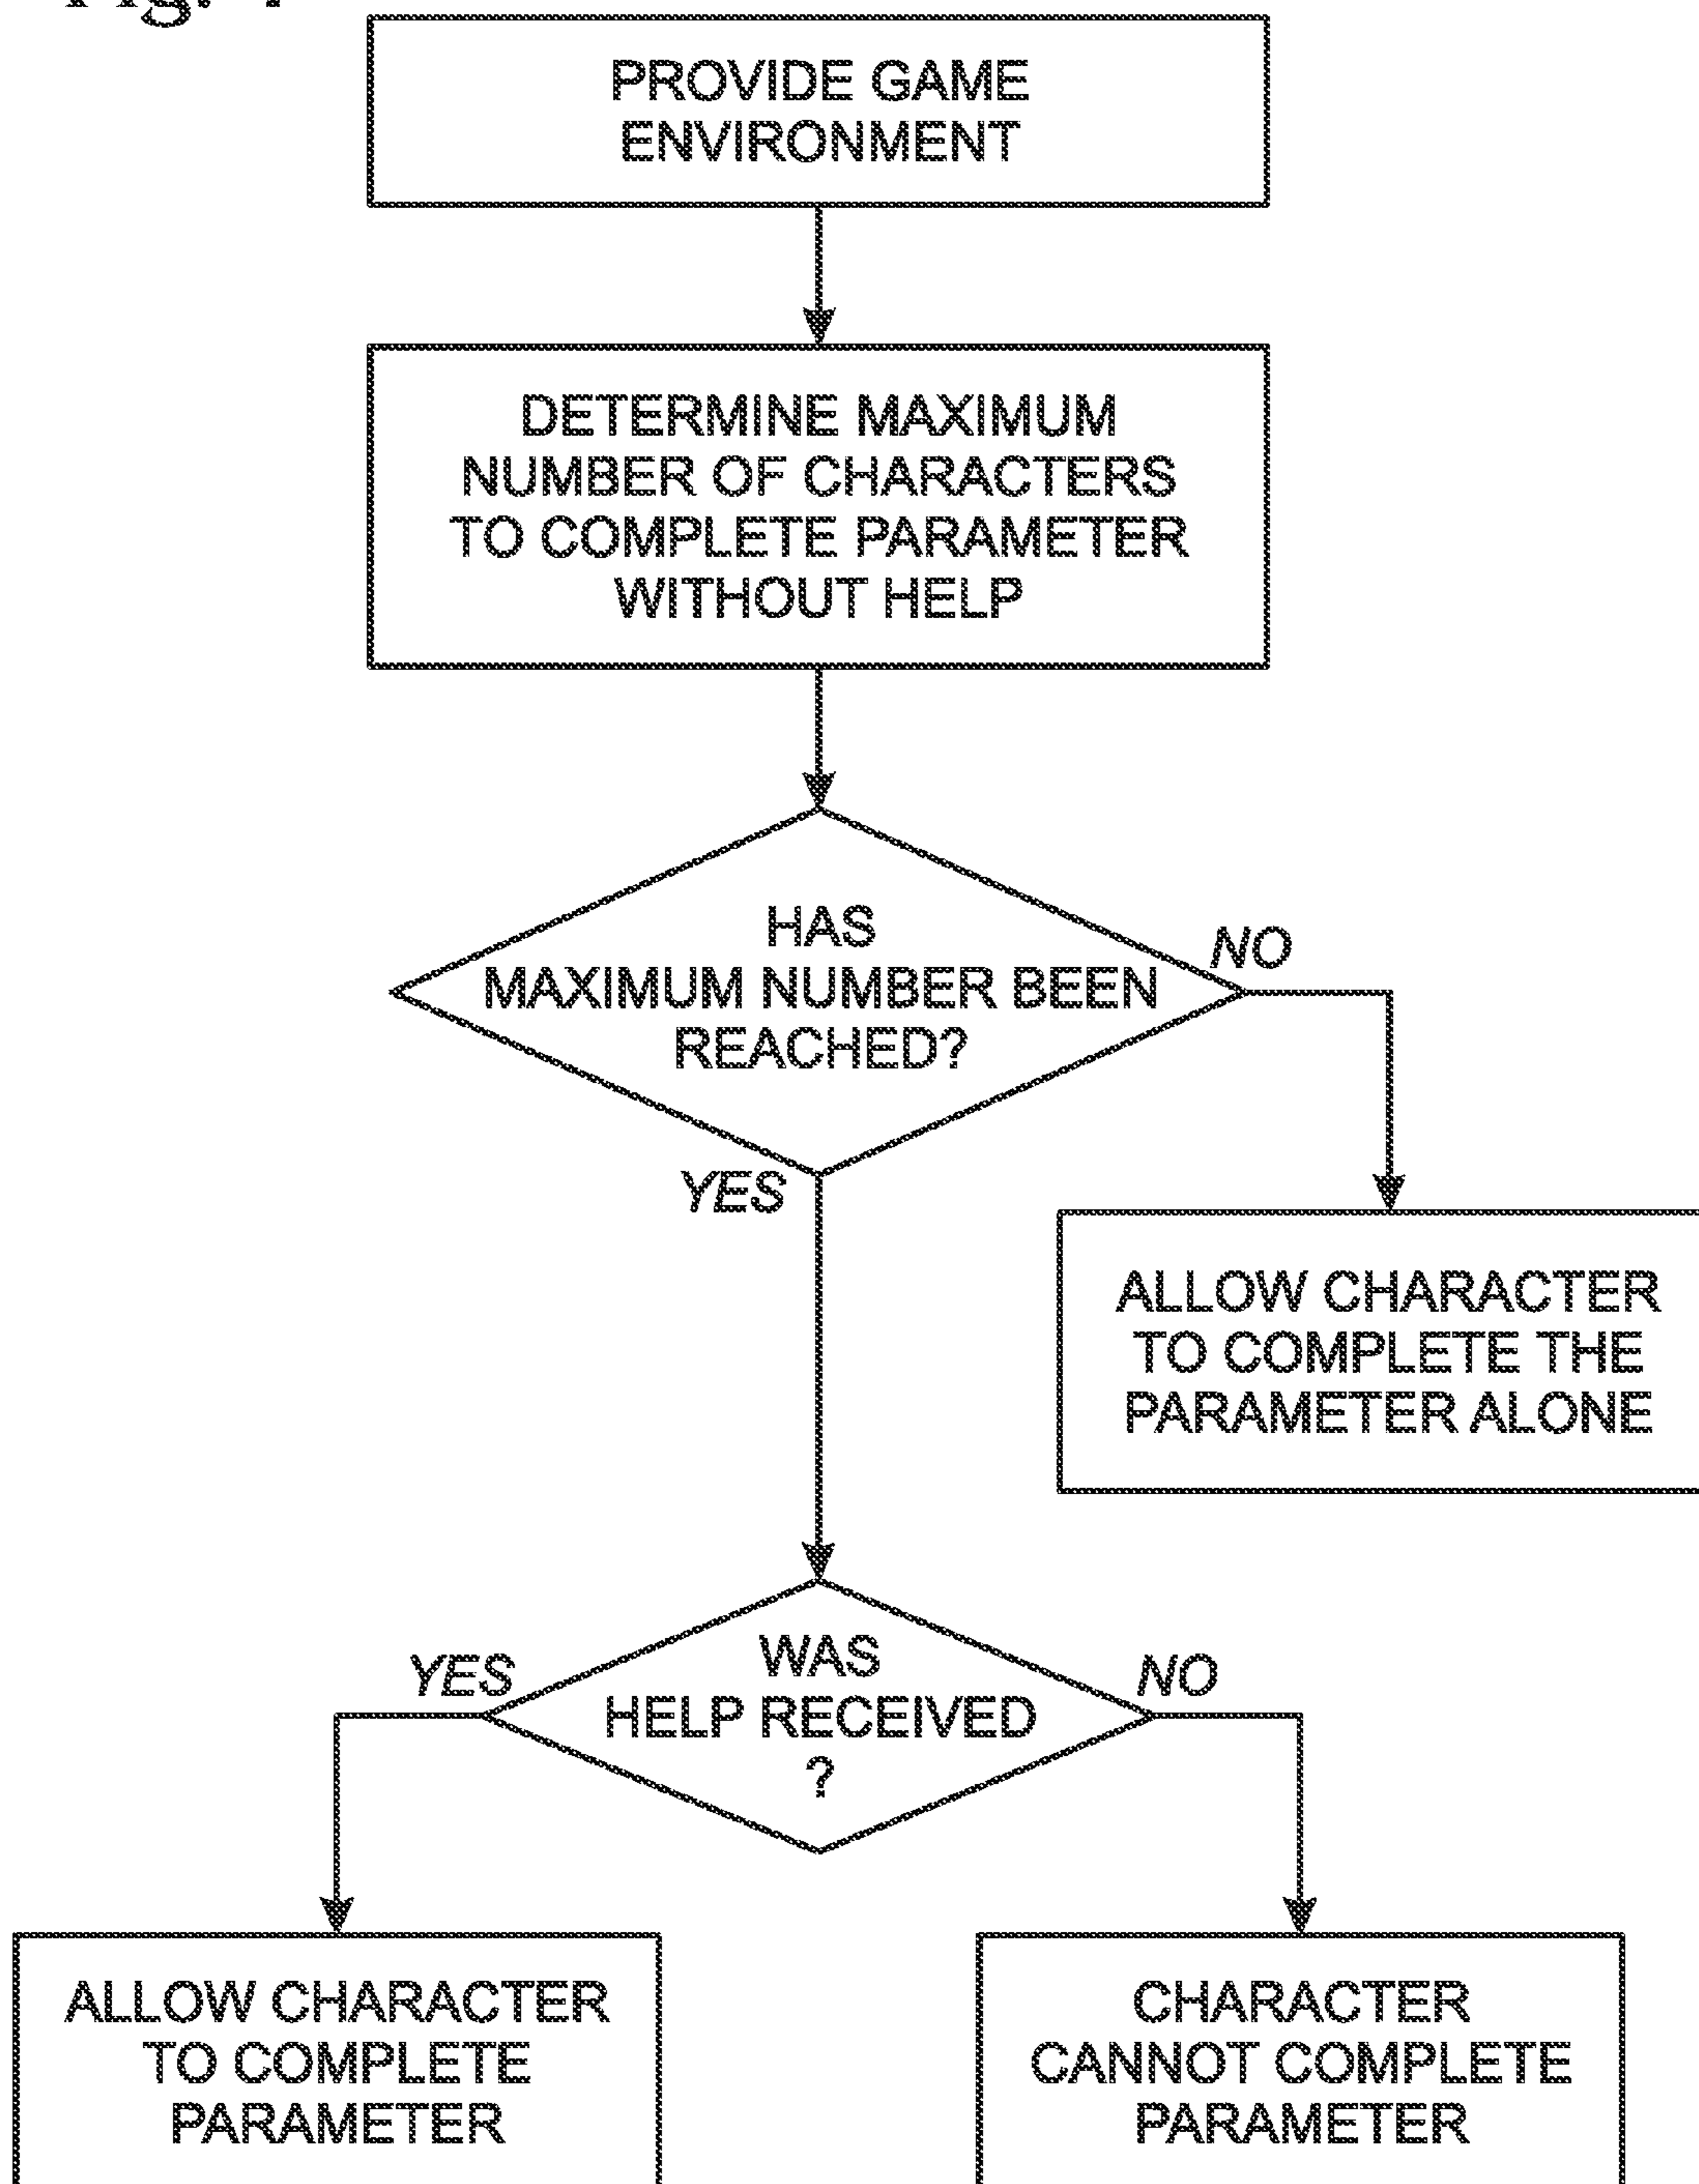 PROVIDE GAME
ENVIRONMENT
DETERMINE MAXIMUM
NUMBER OF CHARACTERS
TO COMPLETE PARAMETER
WITHOUT HELP
HAS
MAXIMUM NUMBER BEEN
REACHED?
NO
YES
ALLOW CHARACTER
TO COMPLETE THE
PARAMETER ALONE
WAS
HELP RECEIVED
?
YES
NO
ALLOW CHARACTER
TO COMPLETE
PARAMETER
CHARACTER
CANNOT COMPLETE
PARAMETER